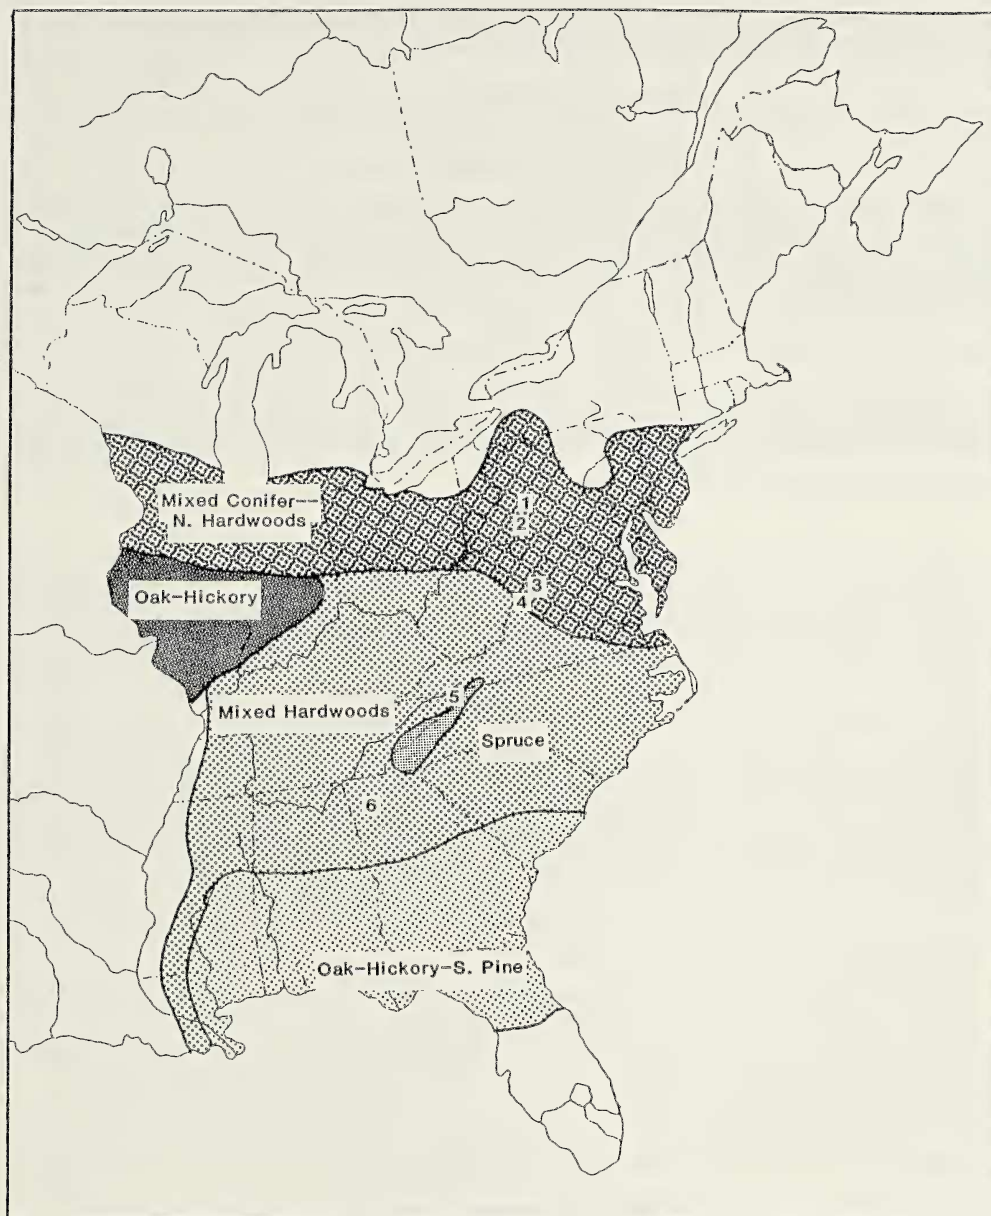 1
Mixed Conifer--
N. Hardwoods
2
Oak-Hickory
3
4
5
Mixed Hardwoods
Spruce
6
Oak-Hickory-S. Pine